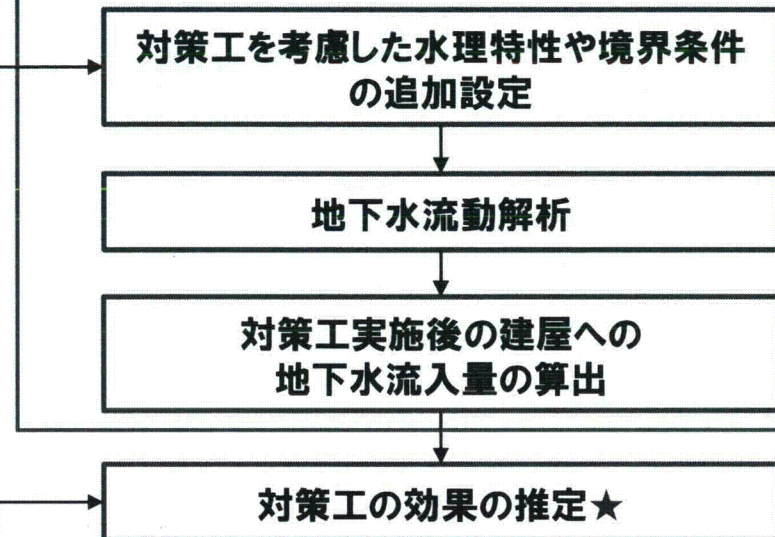 対策工を考慮した水理特性や境界条件
の追加設定
地下水流動解析
対策工実施後の建屋への
地下水流入量の算出
対策工の効果の推定★